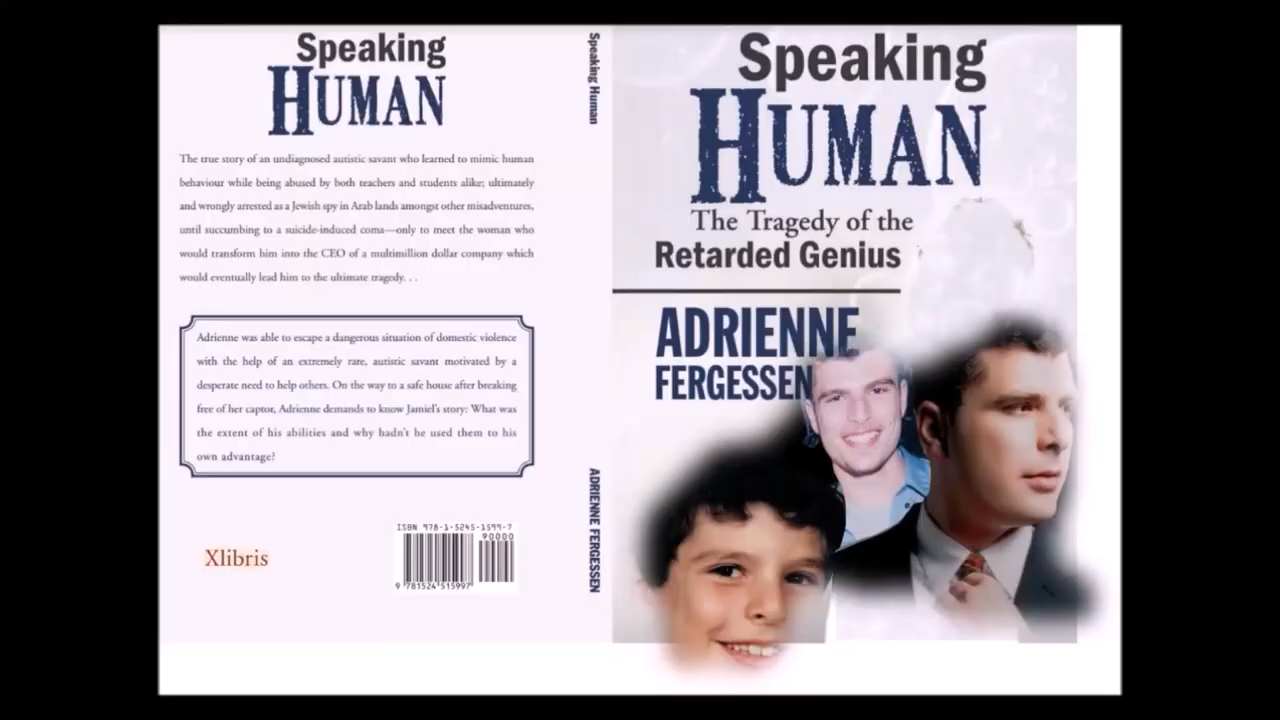 Speaking
HUMAN
The true story of an undiagnosed autistic savant who learned to mimic human
behaviour while being abused by both teachers and students alike; ultimately
and wrongly arrested as a Jewish spy in Arab lands amongst other misadventures,
until succumbing to a suicide-induced coma—only to meet the woman who
would transform him into the CEO of a multimillion dollar company which
would eventually lead him to the ultimate tragedy. . .
Adrienne was able to escape a dangerous situation of domestic violence
with the help of an extremely rare, autistic savant motivated by a
desperate need to help others. On the way to a safe house after breaking
free of her captor, Adrienne demands to know Jamiel's story: What was
the extent of his abilities and why hadn't he used them to his
own advantage?
Xlibris
ISBN 978-1-5245-1599-7
90000
9 781524 515997
Speaking Human
ADRIENNE FERGESSEN
Speaking
HUMAN
The Tragedy of the
Retarded Genius
ADRIENNE
FERGESSEN